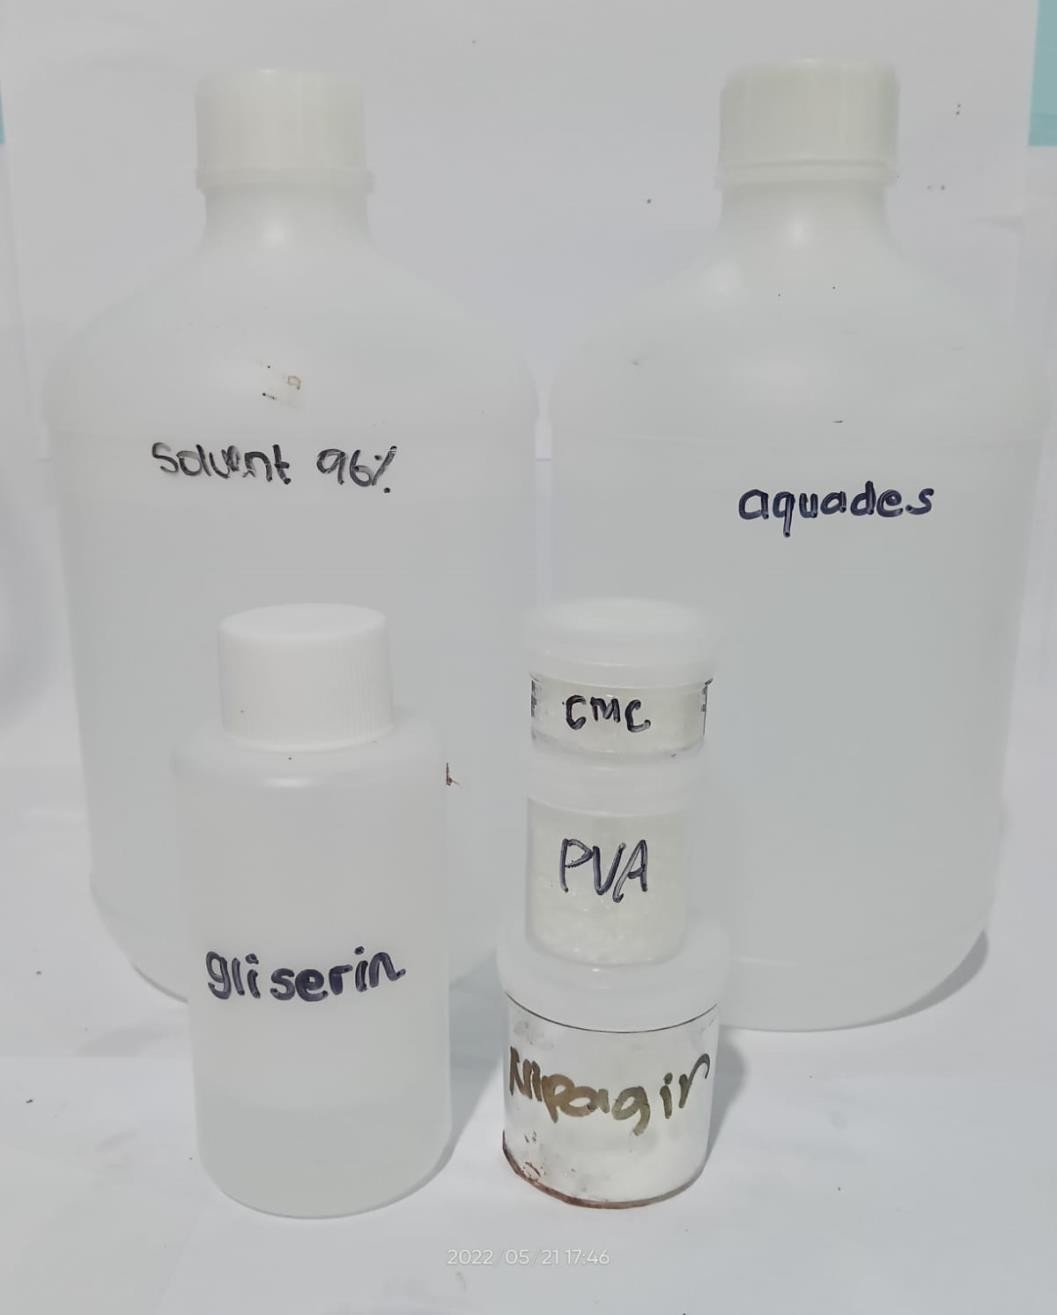 Solvent 96%
aquades
CMC
PVA
gliserin
Nipagin
2022/05/21 17:46